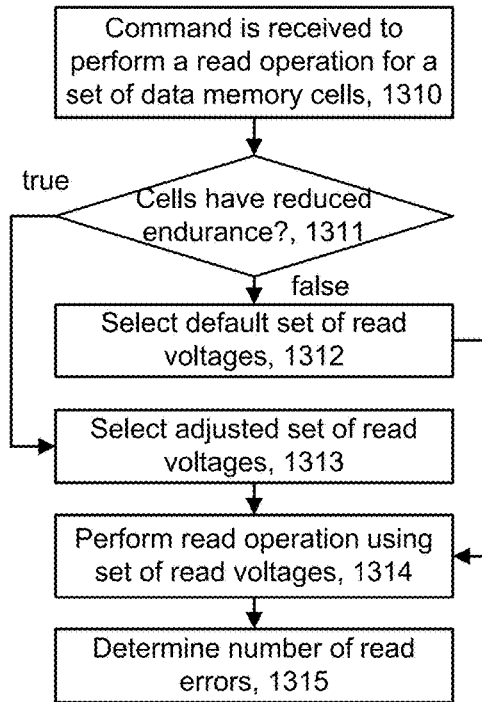 Command is received to
perform a read operation for a
set of data memory cells, 1310
true
Cells have reduced
endurance?, 1311
false
Select default set of read
voltages, 1312
Select adjusted set of read
voltages, 1313
Perform read operation using
set of read voltages, 1314
Determine number of read
errors, 1315